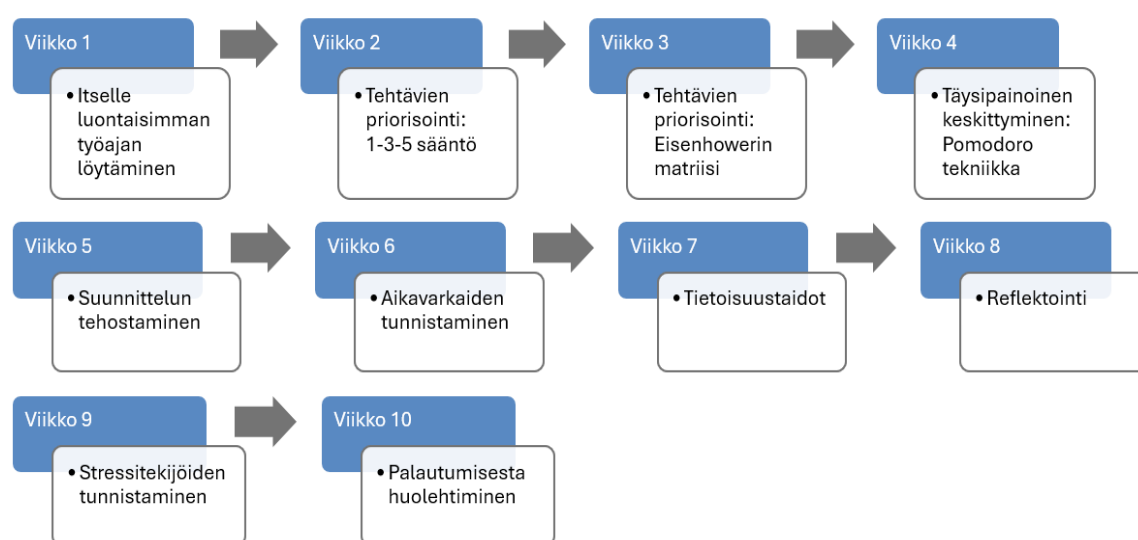 Viikko 1
• Itselle
luontaisimman
työajan
löytäminen
Viikko 2
• Tehtävien
priorisointi:
1-3-5 sääntö
Viikko 3
• Tehtävien
priorisointi:
Eisenhowerin
matriisi
Viikko 4
• Täysipainoinen
keskittyminen:
Pomodoro
tekniikka
Viikko 5
• Suunnittelun
tehostaminen
Viikko 6
• Aikavarkaiden
tunnistaminen
Viikko 7
• Tietoisuustaidot
Viikko 8
• Reflektointi
Viikko 9
• Stressitekijöiden
tunnistaminen
Viikko 10
• Palautumisesta
huolehtiminen